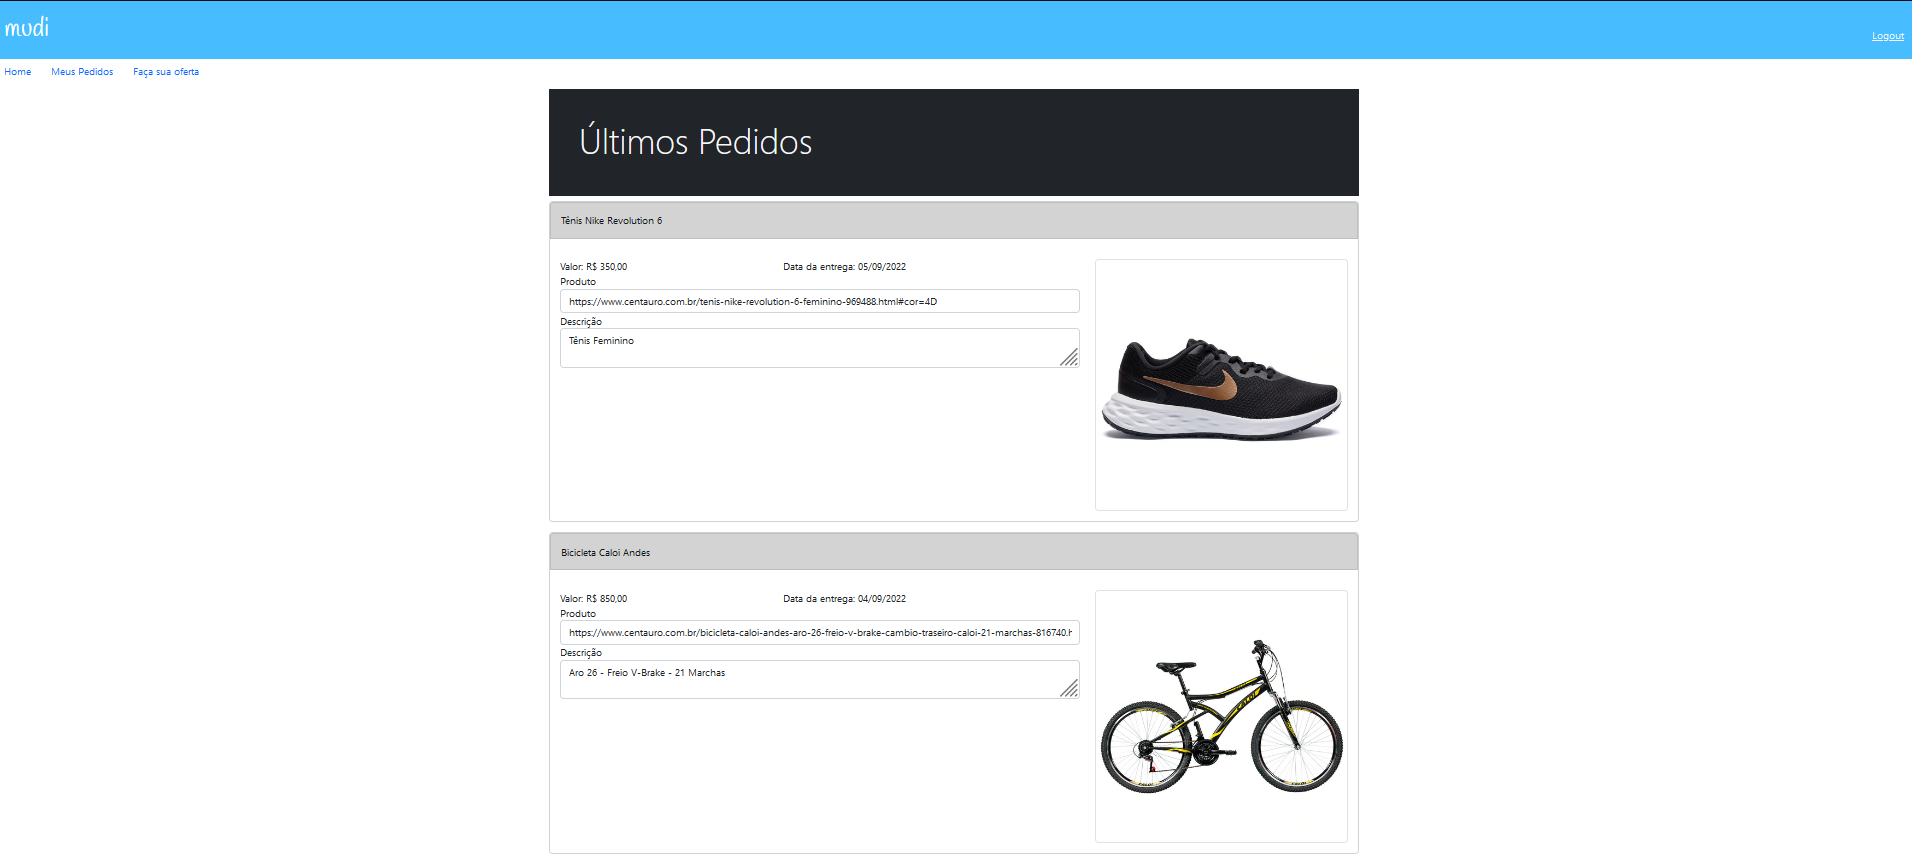 mudi
Logout
Home Meus Pedidos Faça sua oferta
Últimos Pedidos
Tênis Nike Revolution 6
Valor: R$ 350,00 Data da entrega: 05/09/2022
Produto
https://www.centauro.com.br/tenis-nike-revolution-6-feminino-969488.html#cor=4D
Descrição
Tênis Feminino
Bicicleta Caloi Andes
Valor: R$ 850,00 Data da entrega: 04/09/2022
Produto
https://www.centauro.com.br/bicicleta-caloi-andes-aro-26-freio-v-brake-cambio-traseiro-caloi-21-marchas-816740.h
Descrição
Aro 26 - Freio V-Brake - 21 Marchas